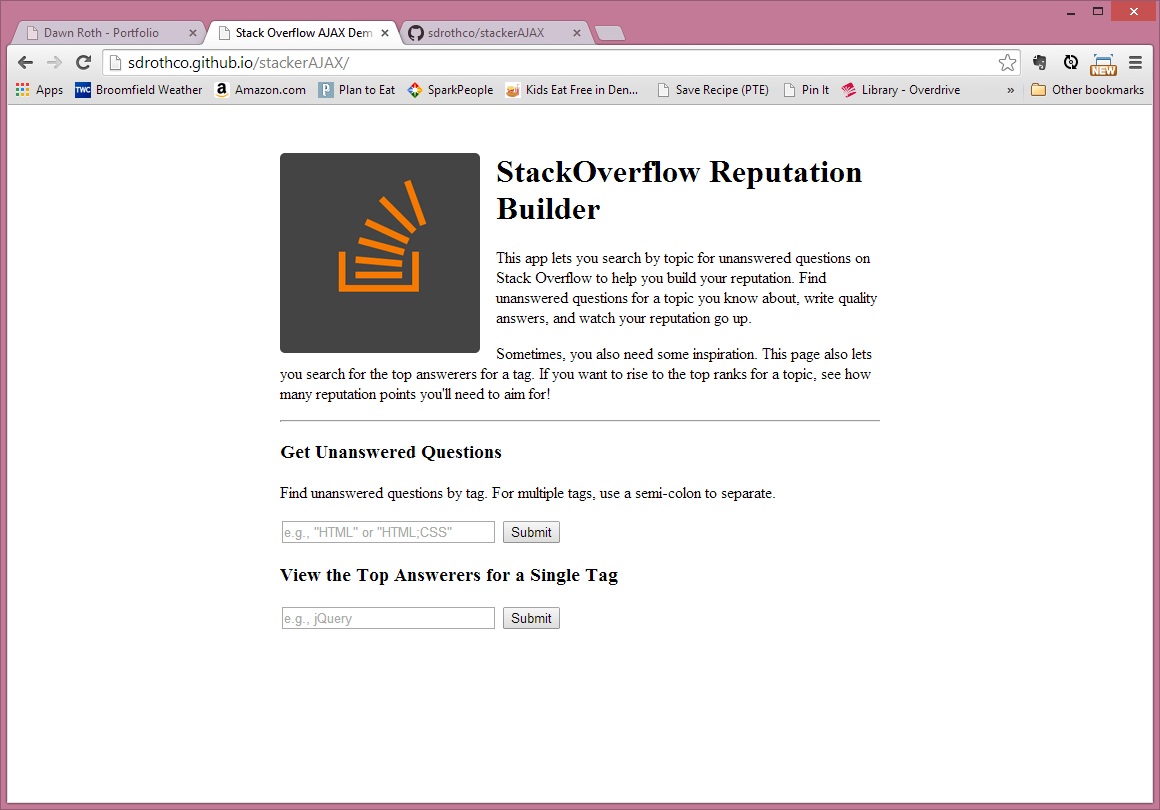 Dawn Roth - Portfolio
Stack Overflow AJAX Dem
sdrothco/stackerAJAX
sdrothco.github.io/stackerAJAX/
NEW
Apps
TWC
Broomfield Weather
a
Amazon.com
P
Plan to Eat
SparkPeople
Kids Eat Free in Den...
Save Recipe (PTE)
Pin It
Library - Overdrive
»
Other bookmarks
StackOverflow Reputation
Builder
This app lets you search by topic for unanswered questions on
Stack Overflow to help you build your reputation. Find
unanswered questions for a topic you know about, write quality
answers, and watch your reputation go up.
Sometimes, you also need some inspiration. This page also lets
you search for the top answerers for a tag. If you want to rise to the top ranks for a topic, see how
many reputation points you'll need to aim for!
Get Unanswered Questions
Find unanswered questions by tag. For multiple tags, use a semi-colon to separate.
e.g., "HTML" or "HTML;CSS"
Submit
View the Top Answerers for a Single Tag
e.g., jQuery
Submit